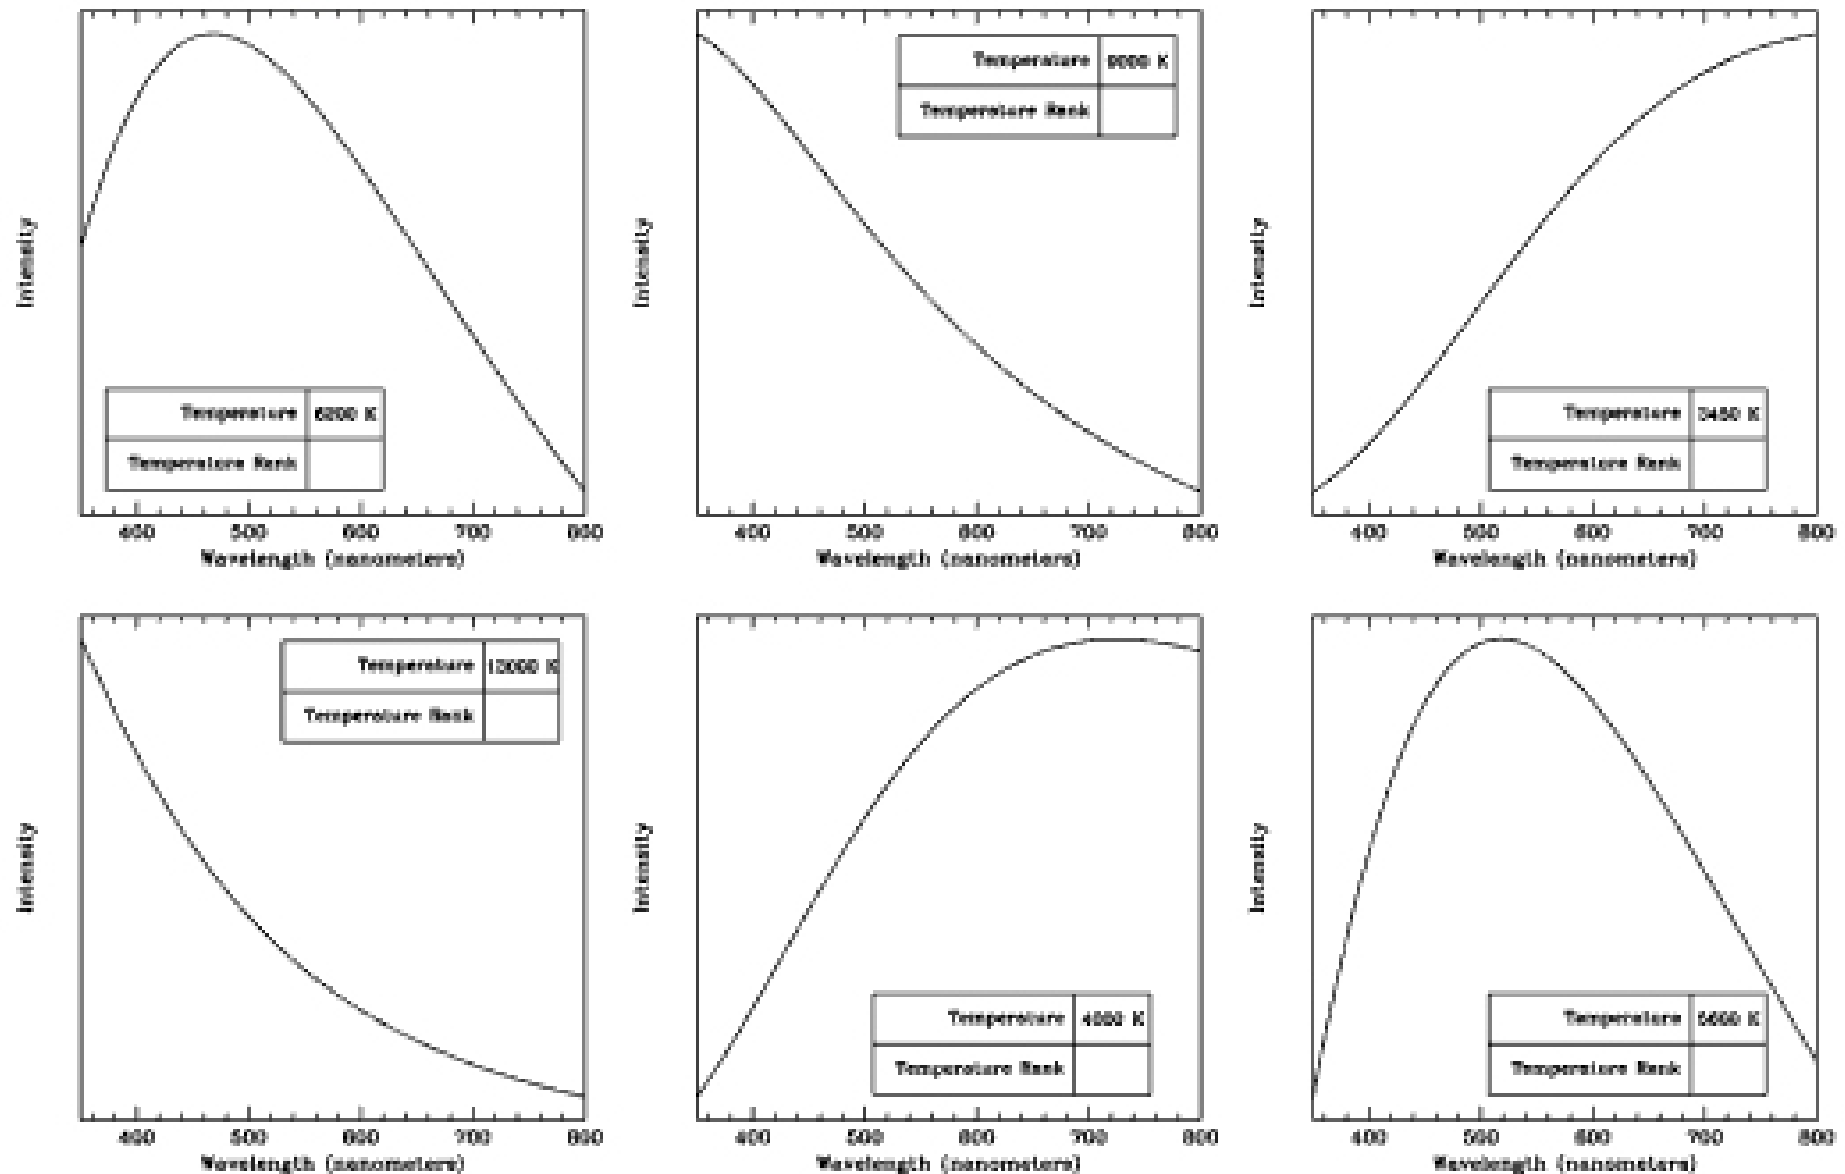 Intensity
Temperature 6200 K
Temperature Rank
400 500 600 700 800
Wavelength (nanometers)
Intensity
Temperature 9000 K
Temperature Rank
400 500 600 700 800
Wavelength (nanometers)
Intensity
Temperature K
Temperature Rank
400 500 600 700 800
Wavelength (nanometers)
Intensity
Temperature 13000 K
Temperature Rank
400 500 600 700 800
Wavelength (nanometers)
Intensity
Temperature K
Temperature Rank
400 500 600 700 800
Wavelength (nanometers)
Intensity
Temperature 5600 K
Temperature Rank
400 500 600 700 800
Wavelength (nanometers)